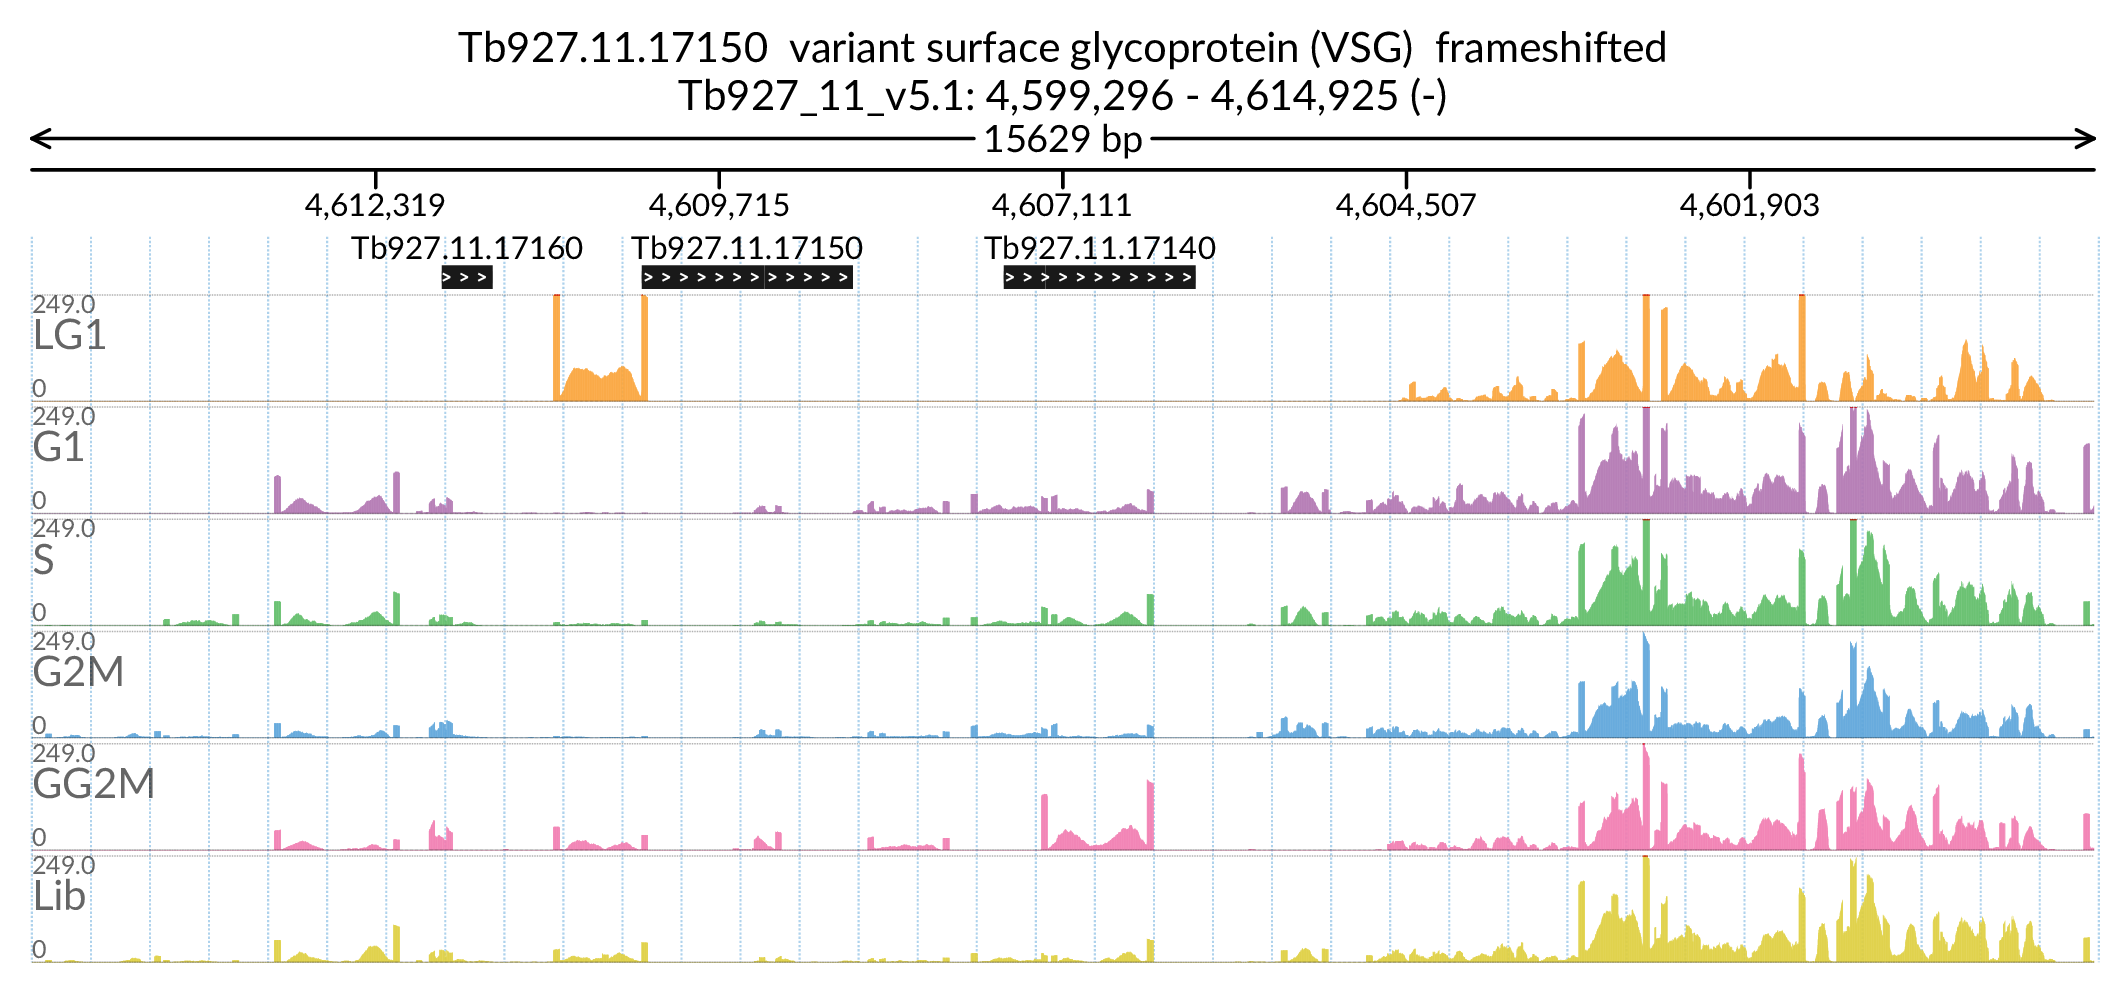 Tb927.11.17150 variant surface glycoprotein (VSG) frameshifted
Tb927_11_v5.1: 4,599,296 - 4,614,925 (-)
15629 bp
4,612,319 4,609,715 4,607,111 4,604,507 4,601,903
Tb927.11.17160 Tb927.11.17150 Tb927.11.17140
249.0
LG1
0
249.0
G1
0
249.0
S
0
249.0
G2M
0
249.0
GG2M
0
249.0
Lib
0